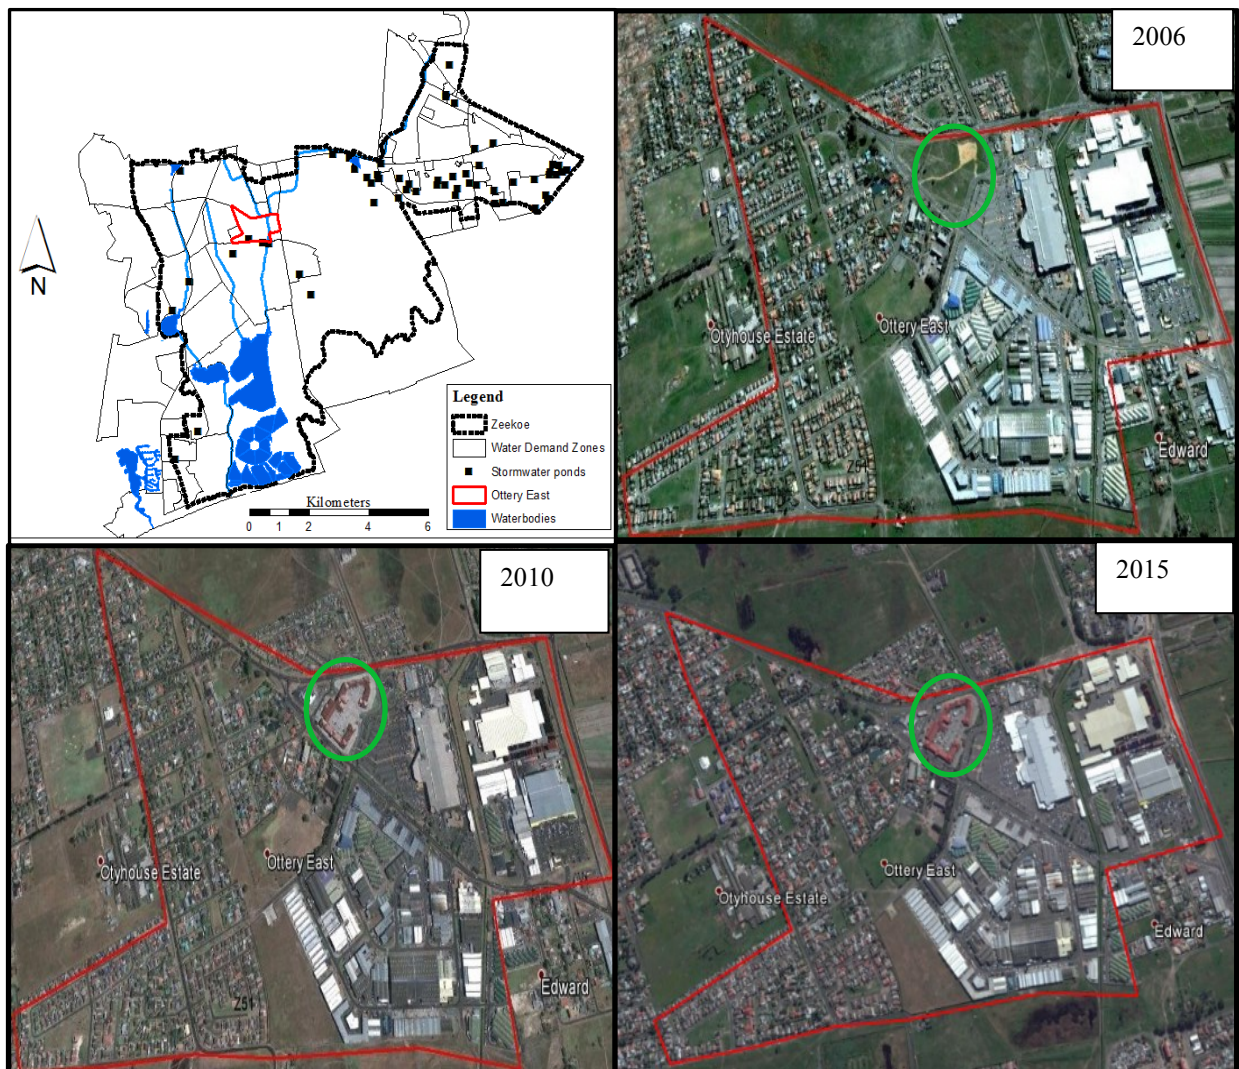 N
Legend
Zeekoe
Water Demand Zones
Stormwater ponds
Ottery East
Waterbodies
Kilometers
0 1 2 4 6
2006
Otyhouse Estate
Ottery East
Edward
Z51
2010
Otyhouse Estate
Ottery East
Edward
Z51
2015
Otyhouse Estate
Ottery East
Edward